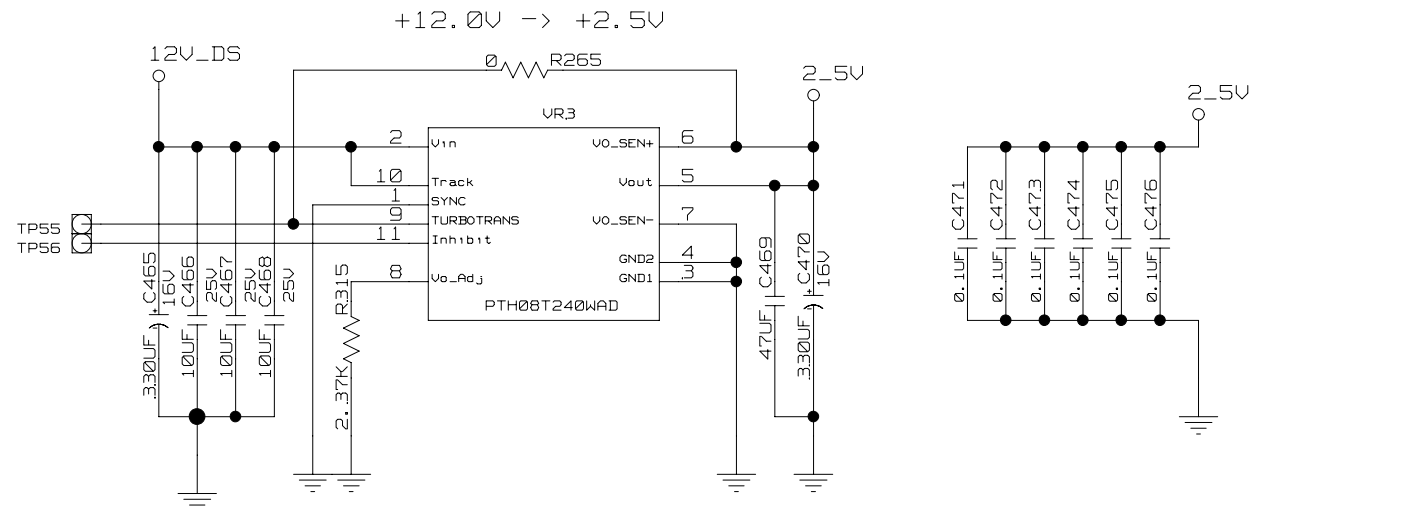 +12.0V -> +2.5V
12V_DS
0
R265
2_5V
2_5V
VR3
2
Vin
VO_SEN+
6
10
Track
Vout
5
1
SYNC
9
TURBOTRANS
VO_SEN-
7
11
Inhibit
GND2
4
8
Vo_Adj
GND1
3
PTH08T240WAD
TP55
TP56
C465
16V
330UF
+
C466
25V
10UF
C467
25V
10UF
C468
25V
10UF
R315
2.37K
C469
47UF
C470
16V
330UF
+
C471
0.1UF
C472
0.1UF
C473
0.1UF
C474
0.1UF
C475
0.1UF
C476
0.1UF